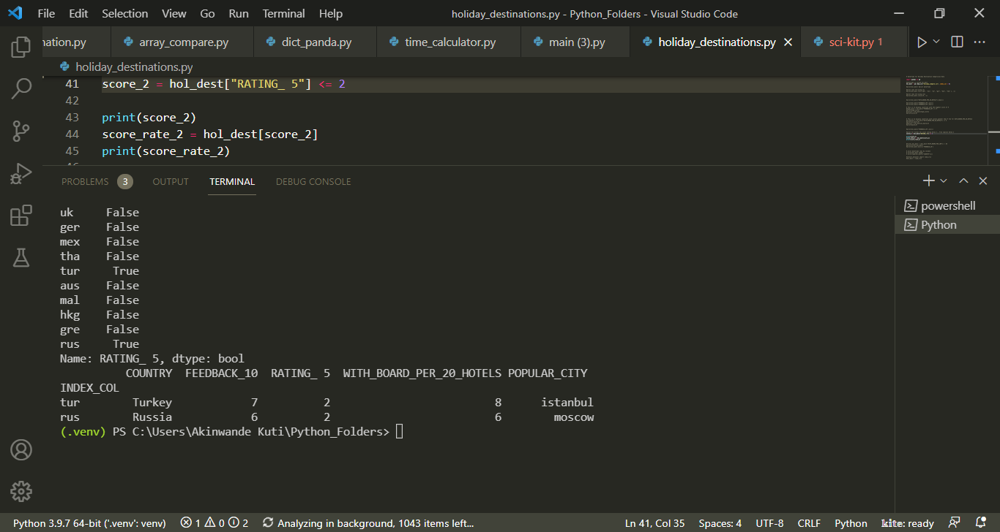 File Edit Selection View Go Run Terminal Help holiday_destinations.py - Python_Folders - Visual Studio Code
nation.py array_compare.py dict_panda.py time_calculator.py main (3).py holiday_destinations.py sci-kit.py 1
holiday_destinations.py
41 score_2 = hol_dest["RATING_ 5"] <= 2
42
43 print(score_2)
44 score_rate_2 = hol_dest[score_2]
45 print(score_rate_2)
PROBLEMS 3 OUTPUT TERMINAL DEBUG CONSOLE
powershell
Python
uk False
ger False
mex False
tha False
tur True
aus False
mal False
hkg False
gre False
rus True
Name: RATING_ 5, dtype: bool
COUNTRY FEEDBACK_10 RATING_ 5 WITH_BOARD_PER_20_HOTELS POPULAR_CITY
INDEX_COL
tur Turkey 7 2 8 istanbul
rus Russia 6 2 6 moscow
(.venv) PS C:\Users\Akinwande Kuti\Python_Folders>
Python 3.9.7 64-bit ('.venv': venv) 1 0 2 Analyzing in background, 1043 items left... Ln 41, Col 35 Spaces: 4 UTF-8 CRLF Python kite: ready